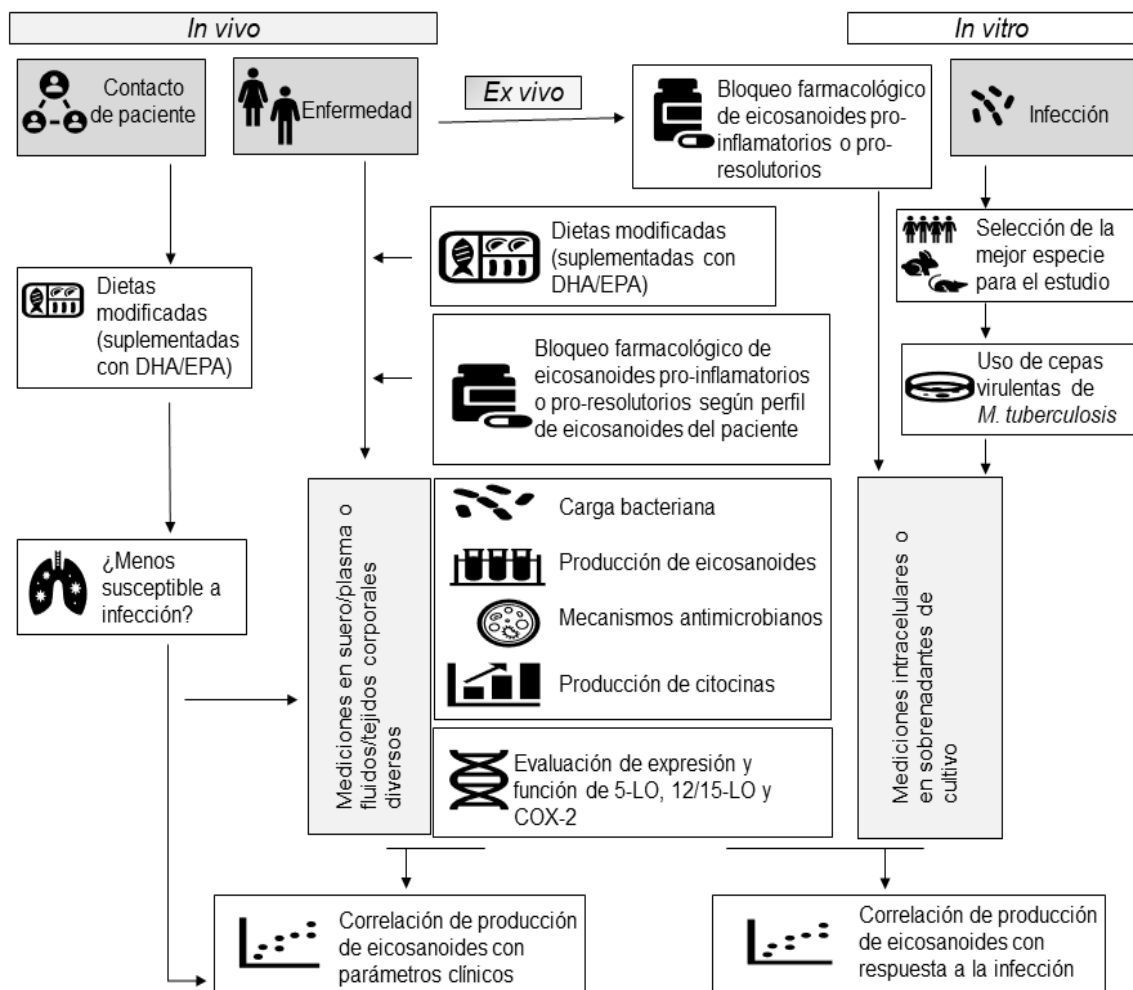 In vivo
In vitro
Contacto
de paciente
Enfermedad
Ex vivo
Bloqueo farmacológico
de eicosanoides pro-
inflamatorios o pro-
resolutorios
Infección
Dietas modificadas
(suplementadas con
DHA/EPA)
Selección de la
mejor especie
para el estudio
Dietas
modificadas
(suplementadas
con DHA/EPA)
Bloqueo farmacológico de
eicosanoides pro-inflamatorios
o pro-resolutorios según perfil
de eicosanoides del paciente
Uso de cepas
virulentas de
M. tuberculosis
¿Menos
susceptible a
infección?
Mediciones en suero/plasma o
fluidos/tejidos corporales
diversos
Carga bacteriana
Producción de eicosanoides
Mecanismos antimicrobianos
Producción de citocinas
Evaluación de expresión y
función de 5-LO, 12/15-LO y
COX-2
Mediciones intracelulares o
en sobrenadantes de
cultivo
Correlación de producción
de eicosanoides con
parámetros clínicos
Correlación de producción
de eicosanoides con
respuesta a la infección